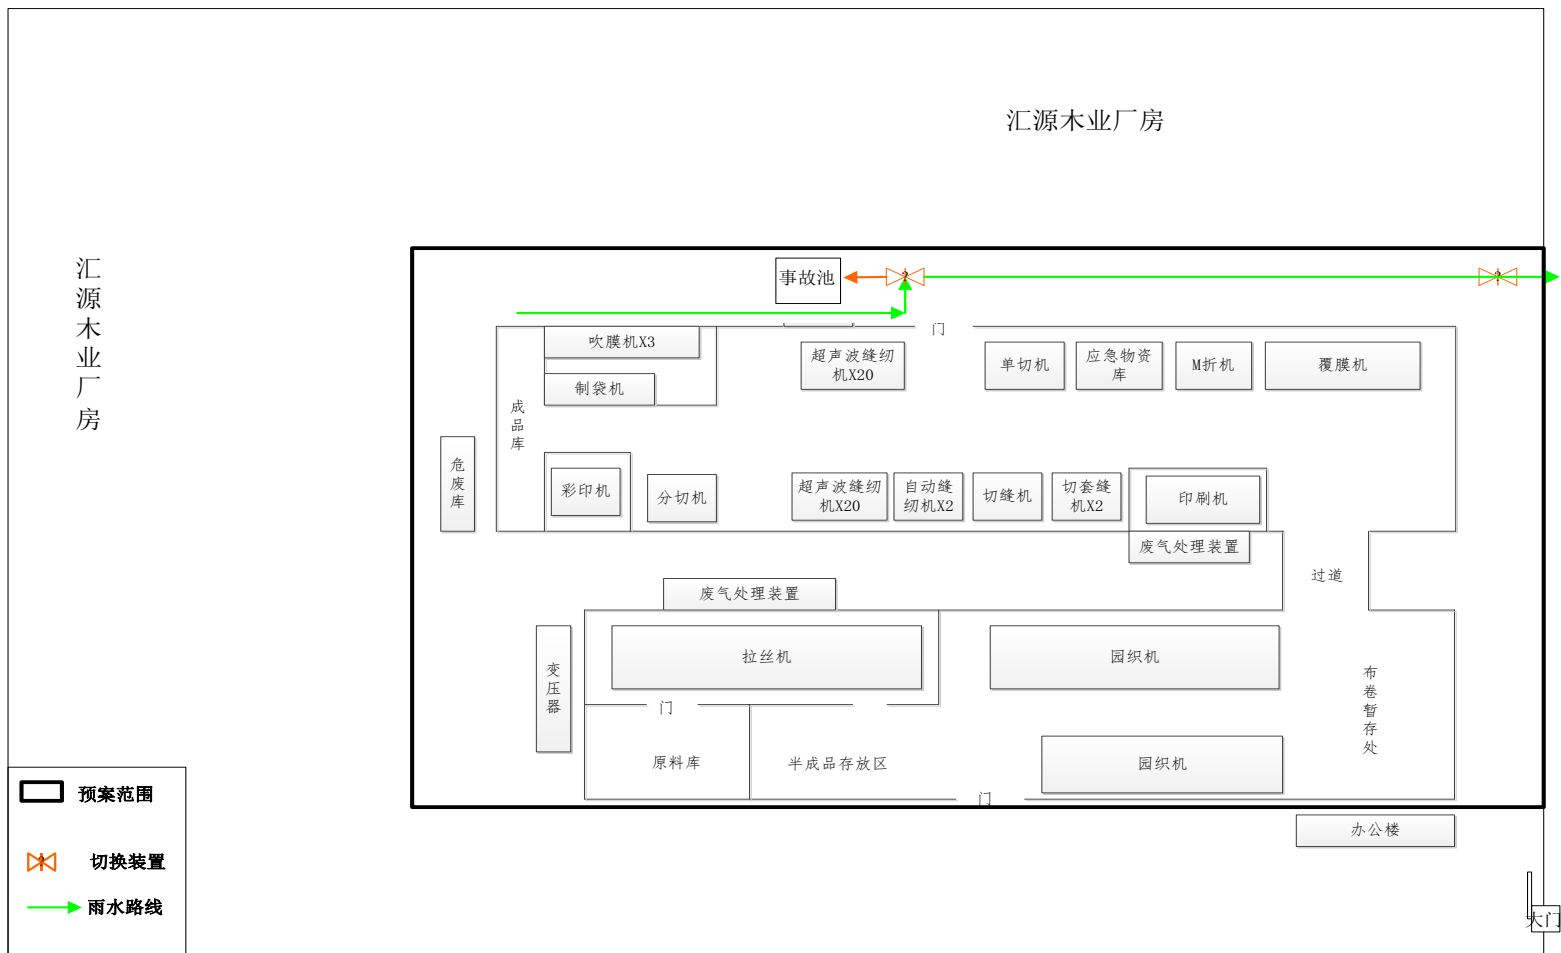 汇源木业厂房
汇源木业厂房
事故池
门
吹膜机X3
超声波缝纫
机X20
单切机
应急物资
库
M折机
覆膜机
制袋机
成品库
危废库
彩印机
分切机
超声波缝纫
机X20
自动缝
纫机X2
切缝机
切套缝
机X2
印刷机
废气处理装置
过道
废气处理装置
变压器
拉丝机
园织机
布卷暂存处
门
原料库
半成品存放区
园织机
门
预案范围
切换装置
雨水路线
办公楼
大门